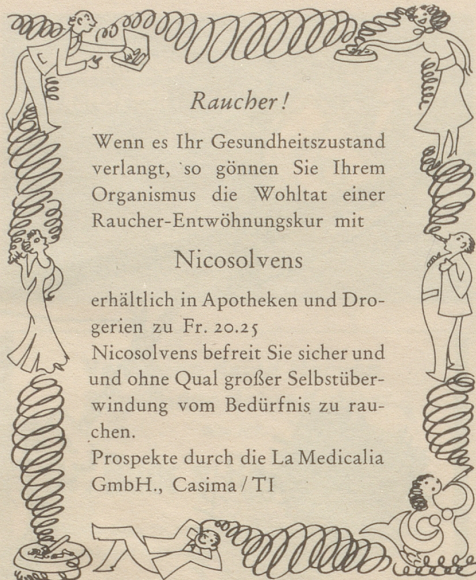 Raucher!
Wenn es Ihr Gesundheitszustand
verlangt, so gönnen Sie Ihrem
Organismus die Wohltat einer
Raucher-Entwöhnungskur mit
Nicosolvens
erhältlich in Apotheken und Dro-
gerien zu Fr. 20.25
Nicosolvens befreit Sie sicher und
und ohne Qual großer Selbstüber-
windung vom Bedürfnis zu rau-
chen.
Prospekte durch die La Medicalia
GmbH., Casima/TI